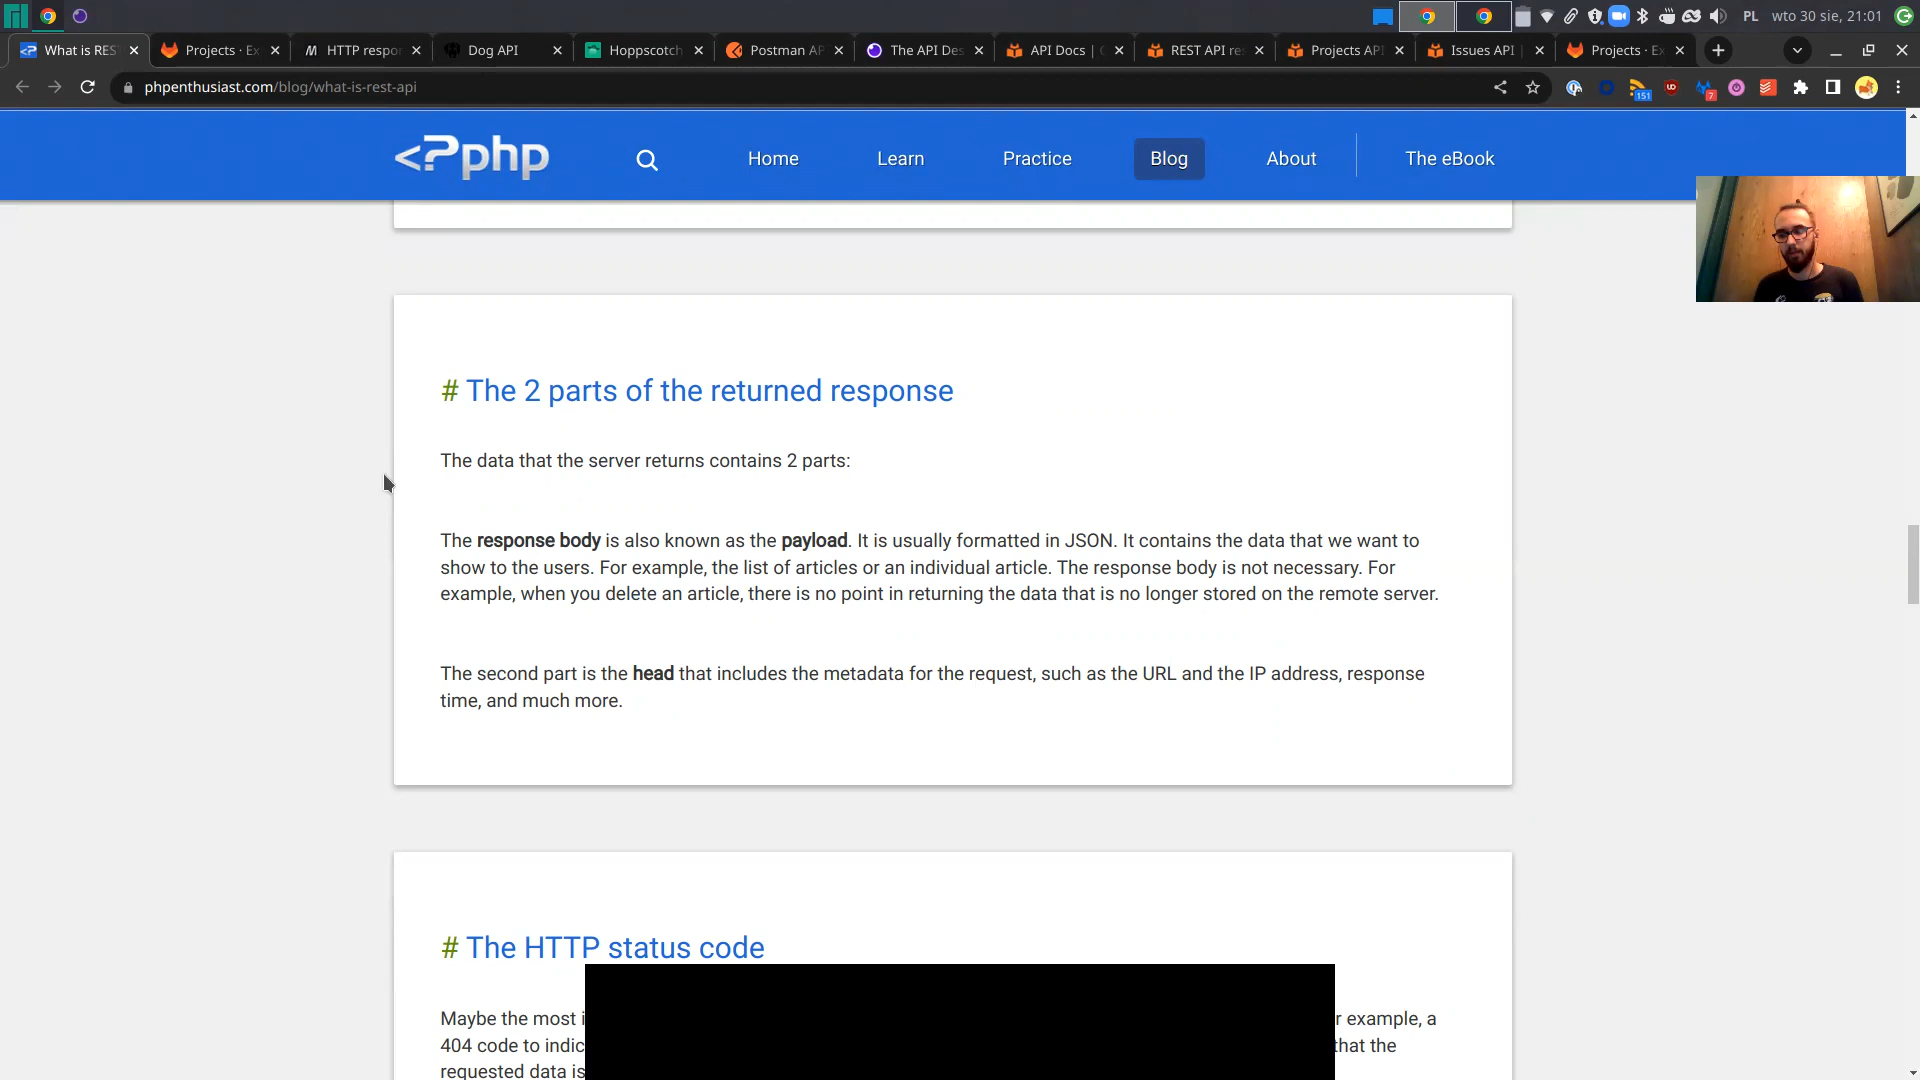 PL
wto 30 sie, 21:01
What is RES
Projects · Ex
HTTP respor
Dog API
Hoppscotch
Postman AP
The API Des
API Docs |
REST API re
Projects API
Issues API |
Projects · Ex
phpenthusiast.com/blog/what-is-rest-api
151
7
<?php
Home
Learn
Practice
Blog
About
The eBook
# The 2 parts of the returned response
The data that the server returns contains 2 parts:
The response body is also known as the payload. It is usually formatted in JSON. It contains the data that we want to
show to the users. For example, the list of articles or an individual article. The response body is not necessary. For
example, when you delete an article, there is no point in returning the data that is no longer stored on the remote server.
The second part is the head that includes the metadata for the request, such as the URL and the IP address, response
time, and much more.
# The HTTP status code
Maybe the most i
r example, a
404 code to indic
that the
requested data is